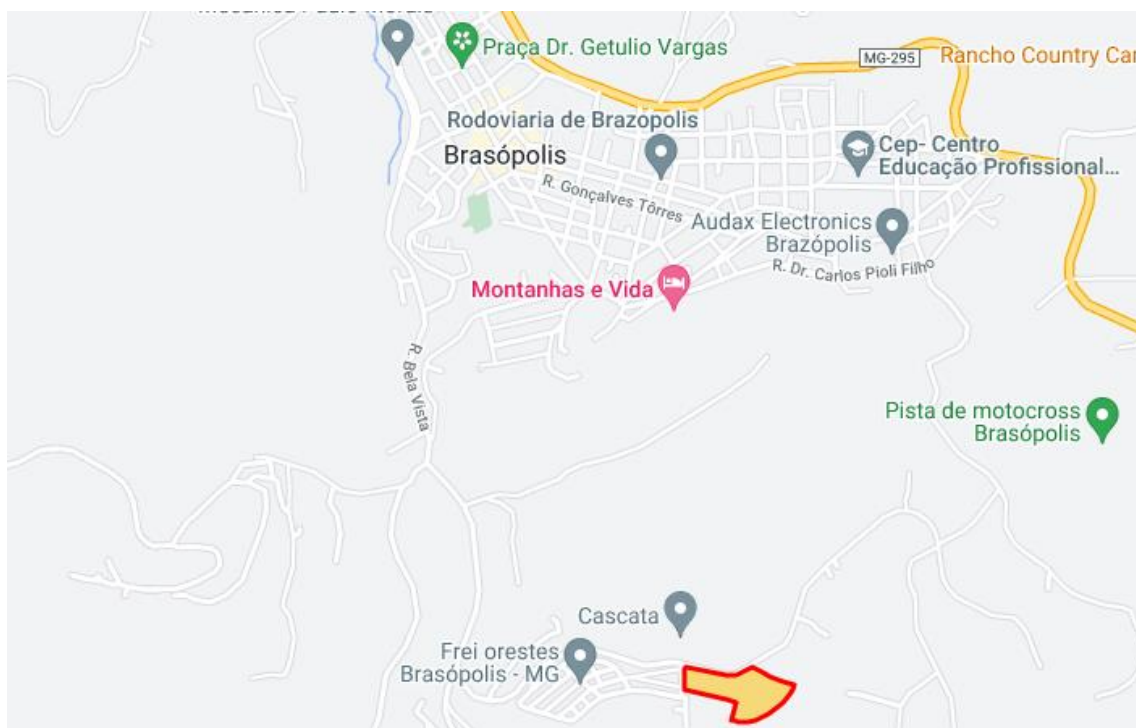 Praça Dr. Getulio Vargas
MG-295
Rancho Country Car
Rodoviaria de Brazopolis
Brasópolis
Cep- Centro
Educação Profissional...
R. Gonçalves Tôrres
Audax Electronics
Brazópolis
R. Dr. Carlos Pioli Filho
Montanhas e Vida
R. Bela Vista
Pista de motocross
Brasópolis
Cascata
Frei orestes
Brasópolis - MG